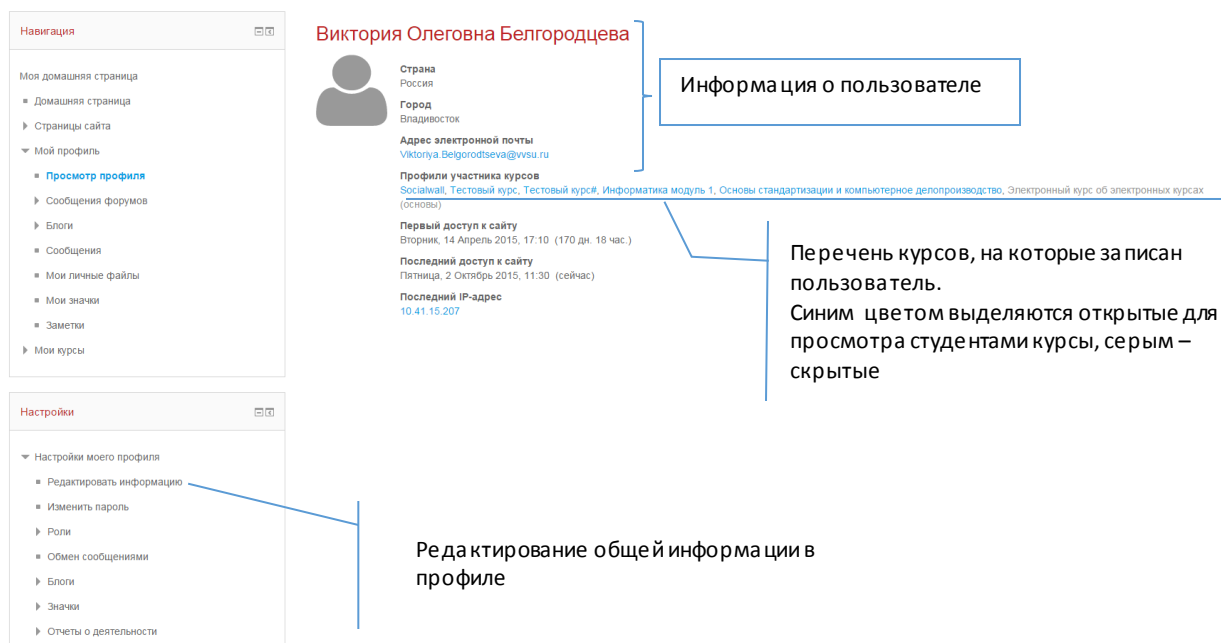 Навигация
Моя домашняя страница
Домашняя страница
Страницы сайта
Мой профиль
Просмотр профиля
Сообщения форумов
Блоги
Сообщения
Мои личные файлы
Мои значки
Заметки
Мои курсы
Настройки
Настройки моего профиля
Редактировать информацию
Изменить пароль
Роли
Обмен сообщениями
Блоги
Значки
Отчеты о деятельности
Виктория Олеговна Белгородцева
Страна
Россия
Город
Владивосток
Адрес электронной почты
Viktoriya.Belgorodtseva@vvsu.ru
Профили участника курсов
Socialwall, Тестовый курс, Тестовый курс#, Информатика модуль 1, Основы стандартизации и компьютерное делопроизводство, Электронный курс об электронных курсах
(основы)
Первый доступ к сайту
Вторник, 14 Апрель 2015, 17:10 (170 дн. 18 час.)
Последний доступ к сайту
Пятница, 2 Октябрь 2015, 11:30 (сейчас)
Последний IP-адрес
10.41.15.207
Информация о пользователе
Перечень курсов, на которые записан
пользователь.
Синим цветом выделяются открытые для
просмотра студентами курсы, серым –
скрытые
Редактирование общей информации в
профиле